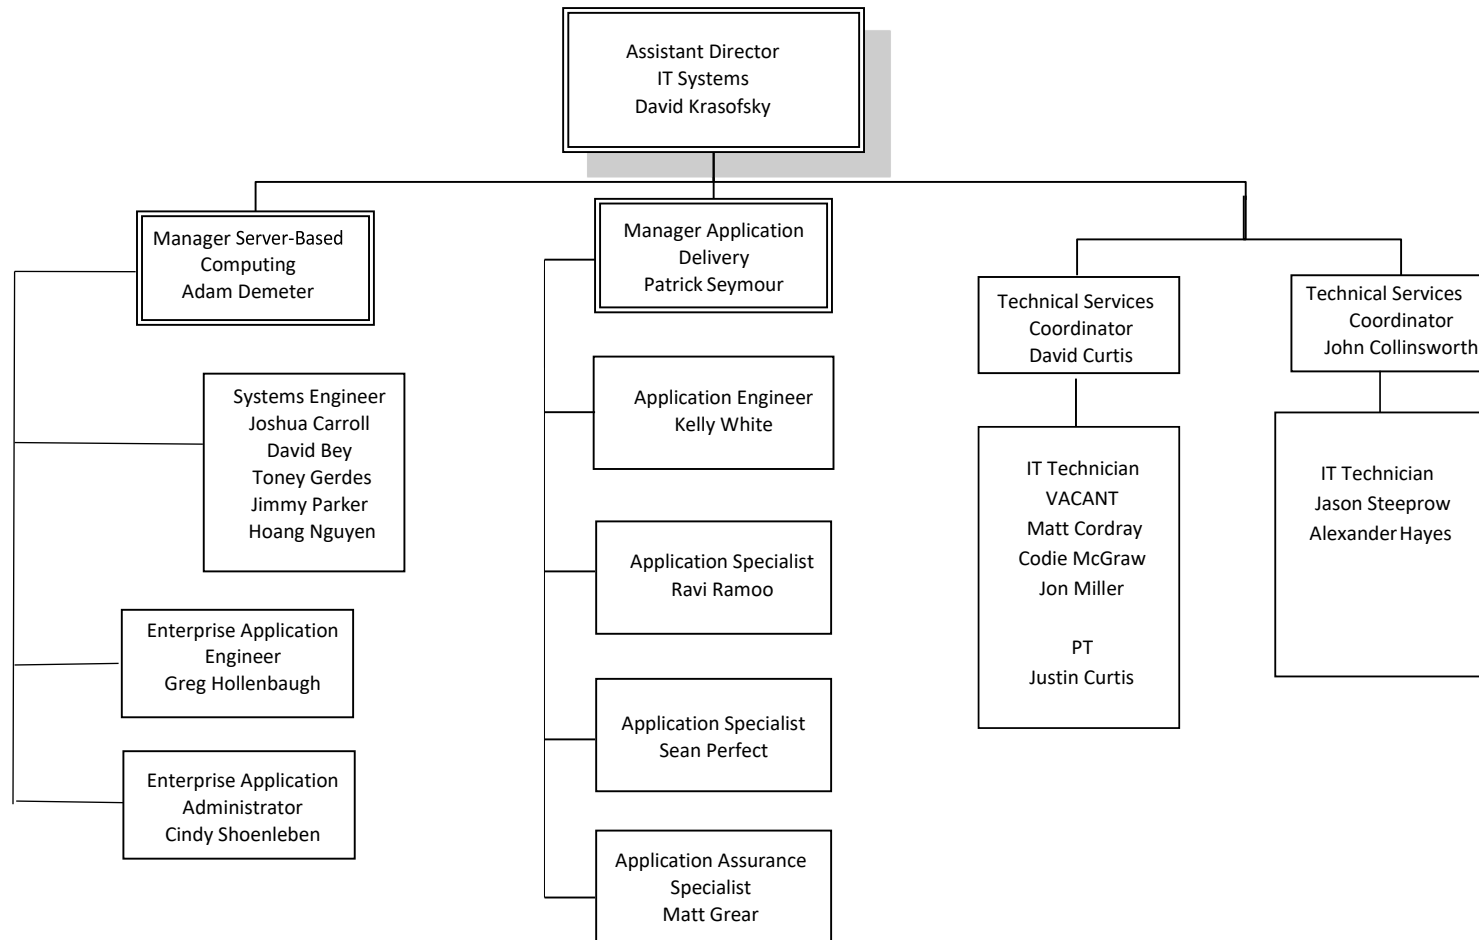 Assistant Director
IT Systems
David Krasofsky
Manager Server-Based
Computing
Adam Demeter
Systems Engineer
Joshua Carroll
David Bey
Toney Gerdes
Jimmy Parker
Hoang Nguyen
Enterprise Application
Engineer
Greg Hollenbaugh
Enterprise Application
Administrator
Cindy Shoenleben
Manager Application
Delivery
Patrick Seymour
Application Engineer
Kelly White
Application Specialist
Ravi Ramoo
Application Specialist
Sean Perfect
Application Assurance
Specialist
Matt Grear
Technical Services
Coordinator
David Curtis
IT Technician
VACANT
Matt Cordray
Codie McGraw
Jon Miller
PT
Justin Curtis
Technical Services
Coordinator
John Collinsworth
IT Technician
Jason Steeprow
Alexander Hayes